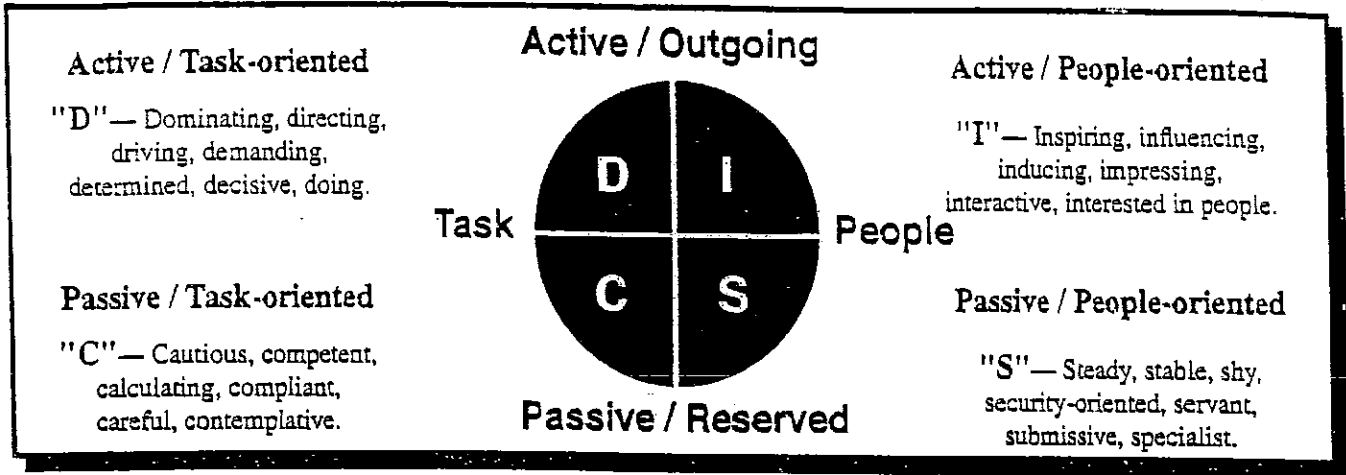 Active / Outgoing
Active / Task-oriented
"D"— Dominating, directing,
driving, demanding,
determined, decisive, doing.
Active / People-oriented
"I"— Inspiring, influencing,
inducing, impressing,
interactive, interested in people.
D
I
Task
People
C
S
Passive / Task-oriented
"C"— Cautious, competent,
calculating, compliant,
careful, contemplative.
Passive / People-oriented
"S"— Steady, stable, shy,
security-oriented, servant,
submissive, specialist.
Passive / Reserved